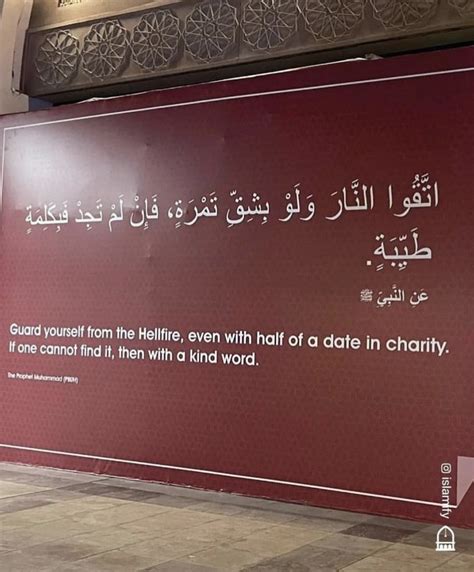 اتَّقُوا النَّارَ وَلَوْ بِشِقِّ تَمْرَةٍ، فَإِنْ لَمْ تَجِدْ فَبِكَلِمَةٍ
طَيِّبَةٍ.
عَنِ النَّبِيِّ ﷺ
Guard yourself from the Hellfire, even with half of a date in charity.
If one cannot find it, then with a kind word.
The Prophet Muhammad (PBUH)
islamify